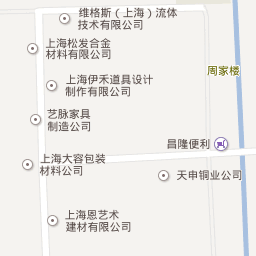 维格斯（上海）流体
技术有限公司
上海松发合金
材料有限公司
周家楼
上海伊禾道具设计
制作有限公司
艺脉家具
制造公司
昌隆便利
上海大容包装
材料公司
天申铜业公司
上海恩艺术
建材有限公司